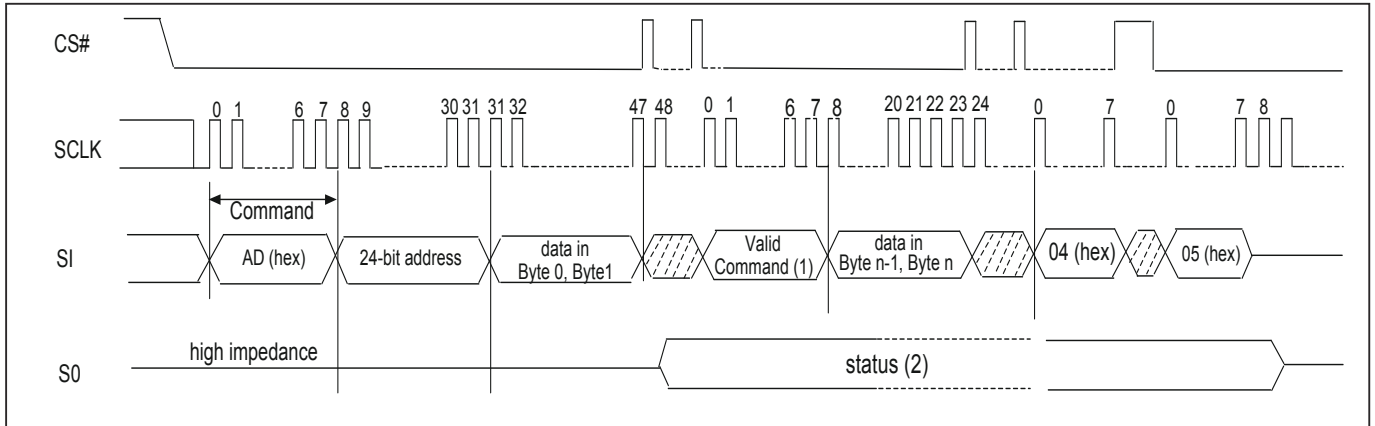 CS#
0 1 6 7 8 9 30 31 31 32 47 48 0 1 6 7 8 20 21 22 23 24 0 7 0 7 8
SCLK
Command
SI
AD (hex)
24-bit address
data in
Byte 0, Byte1
Valid
Command (1)
data in
Byte n-1, Byte n
04 (hex)
05 (hex)
high impedance
S0
status (2)